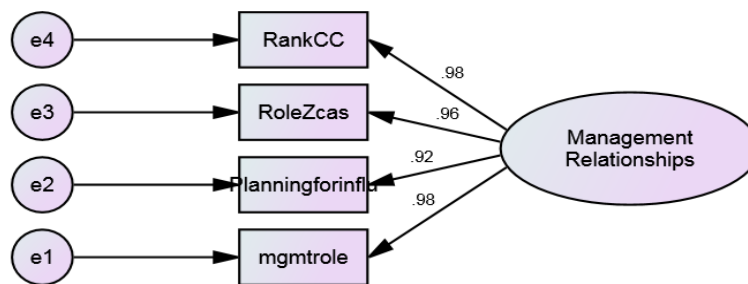 e4
RankCC
.98
e3
RoleZcas
.96
Management
Relationships
e2
Planningforinflu
.92
e1
mgmtrole
.98